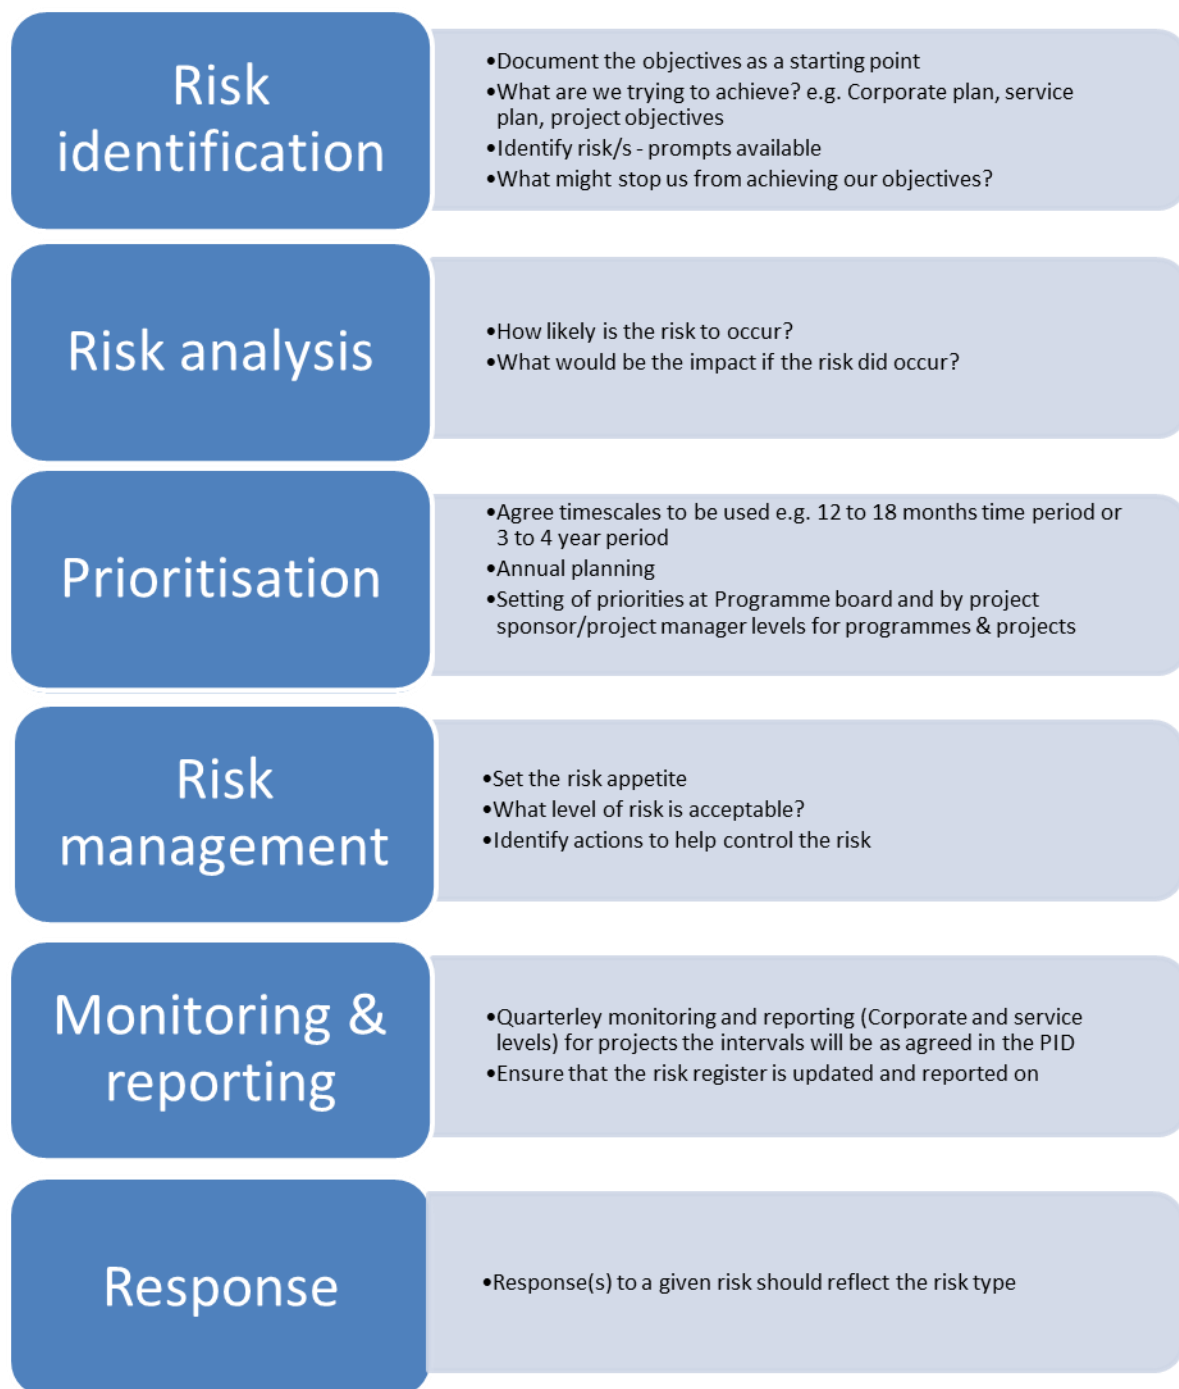 Risk
identification
•Document the objectives as a starting point
•What are we trying to achieve? e.g. Corporate plan, service
plan, project objectives
•Identify risk/s - prompts available
•What might stop us from achieving our objectives?
Risk analysis
•How likely is the risk to occur?
•What would be the impact if the risk did occur?
Prioritisation
•Agree timescales to be used e.g. 12 to 18 months time period or
3 to 4 year period
•Annual planning
•Setting of priorities at Programme board and by project
sponsor/project manager levels for programmes & projects
Risk
management
•Set the risk appetite
•What level of risk is acceptable?
•Identify actions to help control the risk
Monitoring &
reporting
•Quarterley monitoring and reporting (Corporate and service
levels) for projects the intervals will be as agreed in the PID
•Ensure that the risk register is updated and reported on
Response
•Response(s) to a given risk should reflect the risk type